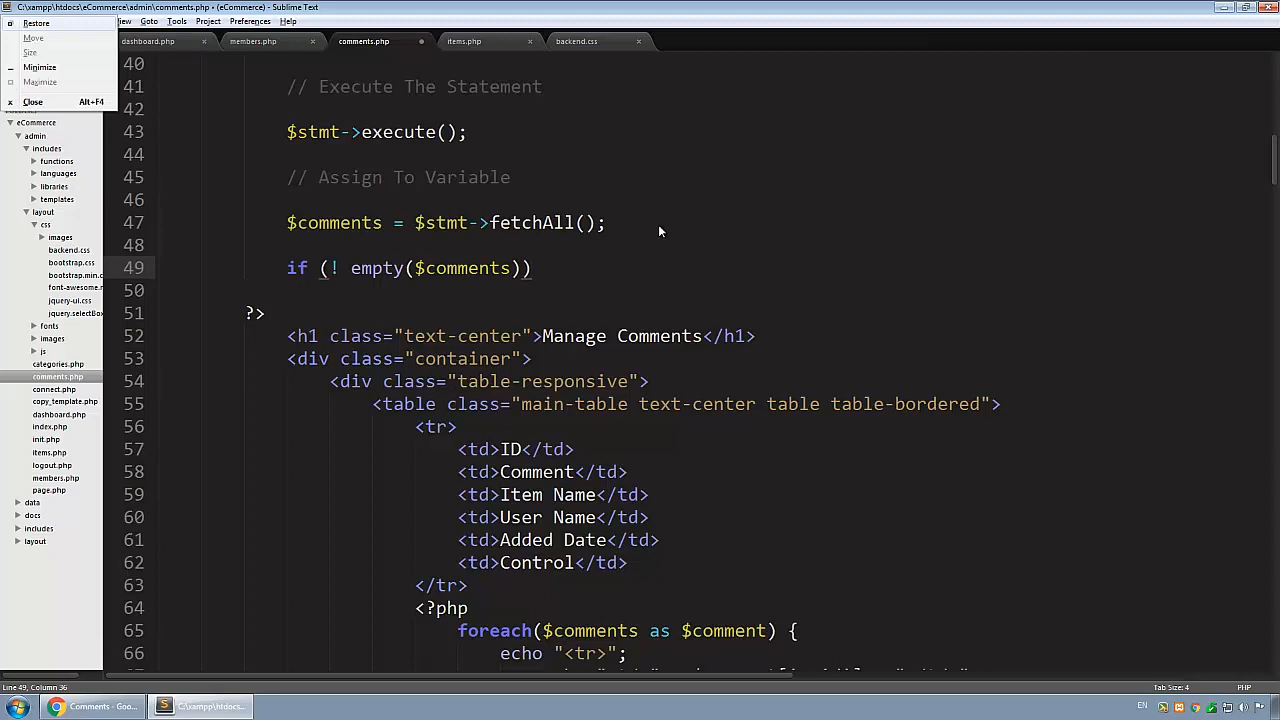 C:\xampp\htdocs\eCommerce\admin\comments.php • (eCommerce) - Sublime Text
View Goto Tools Project Preferences Help
Restore
Move
Size
Minimize
Maximize
Close Alt+F4
dashboard.php × members.php × comments.php • items.php × backend.css ×
eCommerce
admin
includes
functions
languages
libraries
templates
layout
css
images
backend.css
bootstrap.css
bootstrap.min.c
font-awesome.m
jquery-ui.css
jquery.selectBox
fonts
images
js
categories.php
comments.php
connect.php
copy_template.php
dashboard.php
index.php
init.php
items.php
logout.php
members.php
page.php
data
docs
includes
layout
40
41 // Execute The Statement
42
43 $stmt->execute();
44
45 // Assign To Variable
46
47 $comments = $stmt->fetchAll();
48
49 if (! empty($comments))
50
51 ?>
52 <h1 class="text-center">Manage Comments</h1>
53 <div class="container">
54 <div class="table-responsive">
55 <table class="main-table text-center table table-bordered">
56 <tr>
57 <td>ID</td>
58 <td>Comment</td>
59 <td>Item Name</td>
60 <td>User Name</td>
61 <td>Added Date</td>
62 <td>Control</td>
63 </tr>
64 <?php
65 foreach($comments as $comment) {
66 echo "<tr>";
Line 49, Column 36 Tab Size: 4 PHP
Comments - Goo... C:\xampp\htdocs... EN